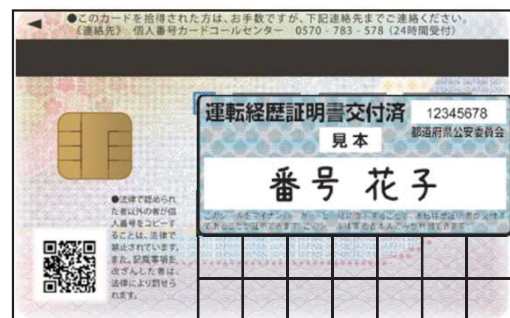 ●このカードを拾得された方は、お手数ですが、下記連絡先までご連絡ください。
《連絡先》 個人番号カードコールセンター 0570-783-578 (24時間受付)
運転経歴証明書交付済
12345678
見本
都道府県公安委員会
番号 花子
●法律で認められ
た者以外の者が個
人番号をコピーす
ることは、法律で
禁止されています。
また、記載事項を
改ざんした者は、
法律により罰せら
れます。